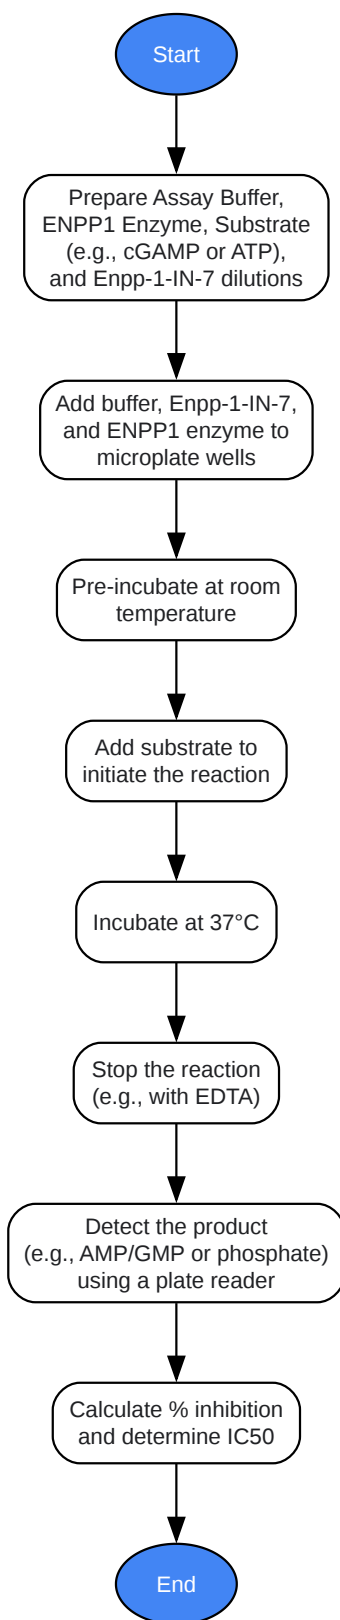 Start
Prepare Assay Buffer,
ENPP1 Enzyme, Substrate
(e.g., cGAMP or ATP),
and Enpp-1-IN-7 dilutions
Add buffer, Enpp-1-IN-7,
and ENPP1 enzyme to
microplate wells
Pre-incubate at room
temperature
Add substrate to
initiate the reaction
Incubate at 37°C
Stop the reaction
(e.g., with EDTA)
Detect the product
(e.g., AMP/GMP or phosphate)
using a plate reader
Calculate % inhibition
and determine IC50
End